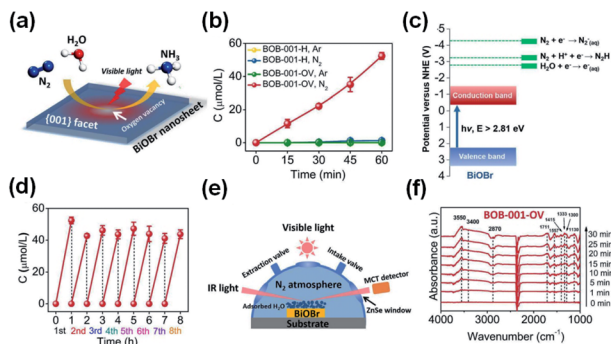 (a)
H₂O
N₂
NH₃
Visible light
Oxygen vacancy
{001} facet
BiOBr nanosheet
(b)
C (μmol/L)
60
40
20
0
BOB-001-H, Ar
BOB-001-H, N₂
BOB-001-OV, Ar
BOB-001-OV, N₂
0 15 30 45 60
Time (min)
(c)
Potential versus NHE (V)
-5
-4
-3
-2
-1
0
1
2
3
4
N₂ + e⁻→ N₂⁻(aq)
N₂ + H⁺ + e⁻→ N₂H
H₂O + e⁻→ e⁻(aq)
Conduction band
hν, E > 2.81 eV
Valence band
BiOBr
(d)
C (μmol/L)
60
40
20
0
0 1 2 3 4 5 6 7 8
1st 2nd 3rd 4th 5th 6th 7th 8th
Time (h)
(e)
Visible light
Extraction valve
Intake valve
IR light
N₂ atmosphere
MCT detector
Adsorbed H₂O
ZnSe window
BiOBr
Substrate
(f)
Absorbance (a.u.)
BOB-001-OV
3550
3400
2870
1557
30 min
25 min
20 min
15 min
10 min
5 min
1 min
0 min
4000 3000 2000 1000
Wavenumber (cm⁻¹)